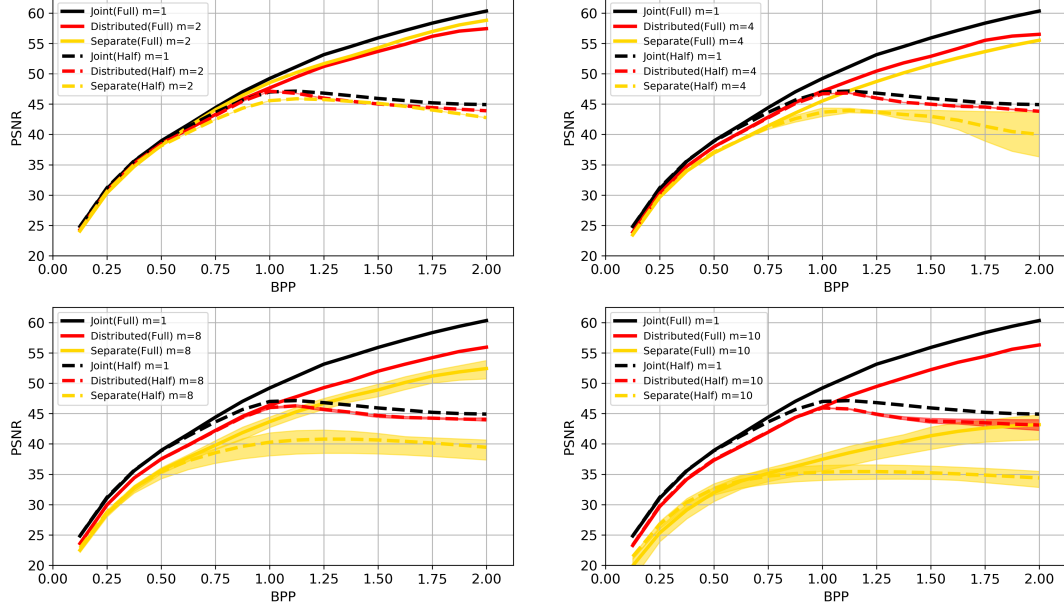 Joint(Full) m=1
Distributed(Full) m=2
Separate(Full) m=2
Joint(Half) m=1
Distributed(Half) m=2
Separate(Half) m=2
60
55
50
45
40
35
30
25
20
PSNR
0.00 0.25 0.50 0.75 1.00 1.25 1.50 1.75 2.00
BPP
Joint(Full) m=1
Distributed(Full) m=4
Separate(Full) m=4
Joint(Half) m=1
Distributed(Half) m=4
Separate(Half) m=4
60
55
50
45
40
35
30
25
20
PSNR
0.00 0.25 0.50 0.75 1.00 1.25 1.50 1.75 2.00
BPP
Joint(Full) m=1
Distributed(Full) m=8
Separate(Full) m=8
Joint(Half) m=1
Distributed(Half) m=8
Separate(Half) m=8
60
55
50
45
40
35
30
25
20
PSNR
0.00 0.25 0.50 0.75 1.00 1.25 1.50 1.75 2.00
BPP
Joint(Full) m=1
Distributed(Full) m=10
Separate(Full) m=10
Joint(Half) m=1
Distributed(Half) m=10
Separate(Half) m=10
60
55
50
45
40
35
30
25
20
PSNR
0.00 0.25 0.50 0.75 1.00 1.25 1.50 1.75 2.00
BPP